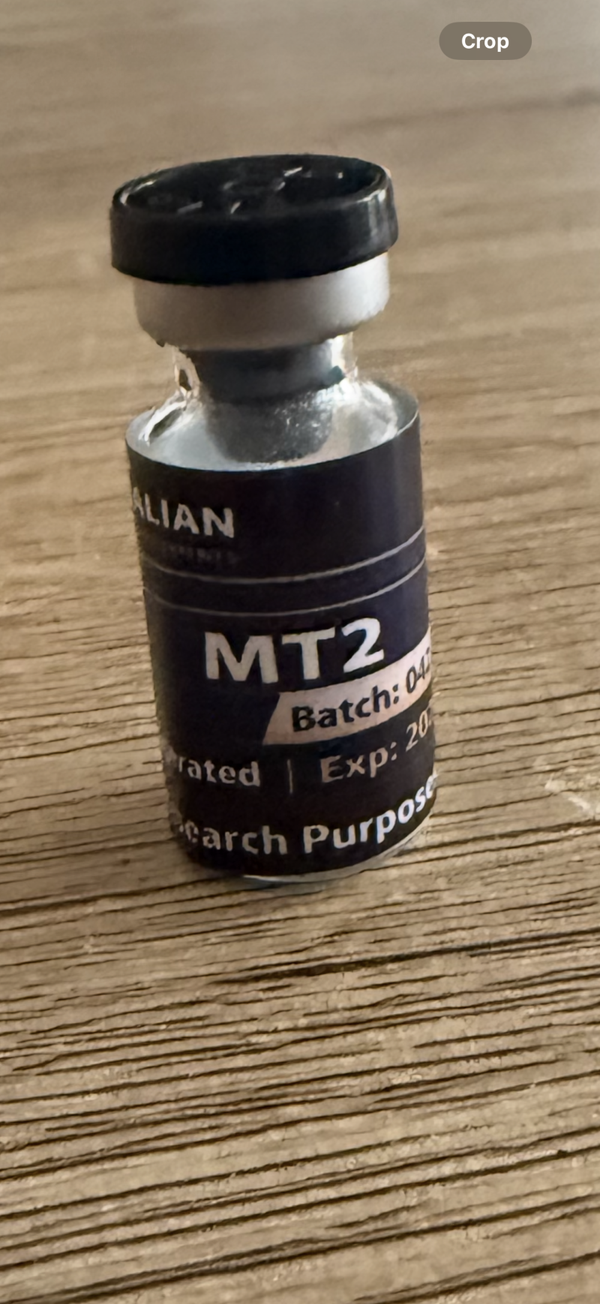 Crop
ALIAN
MT2
Batch: 04
rated | Exp: 20
earch Purpose